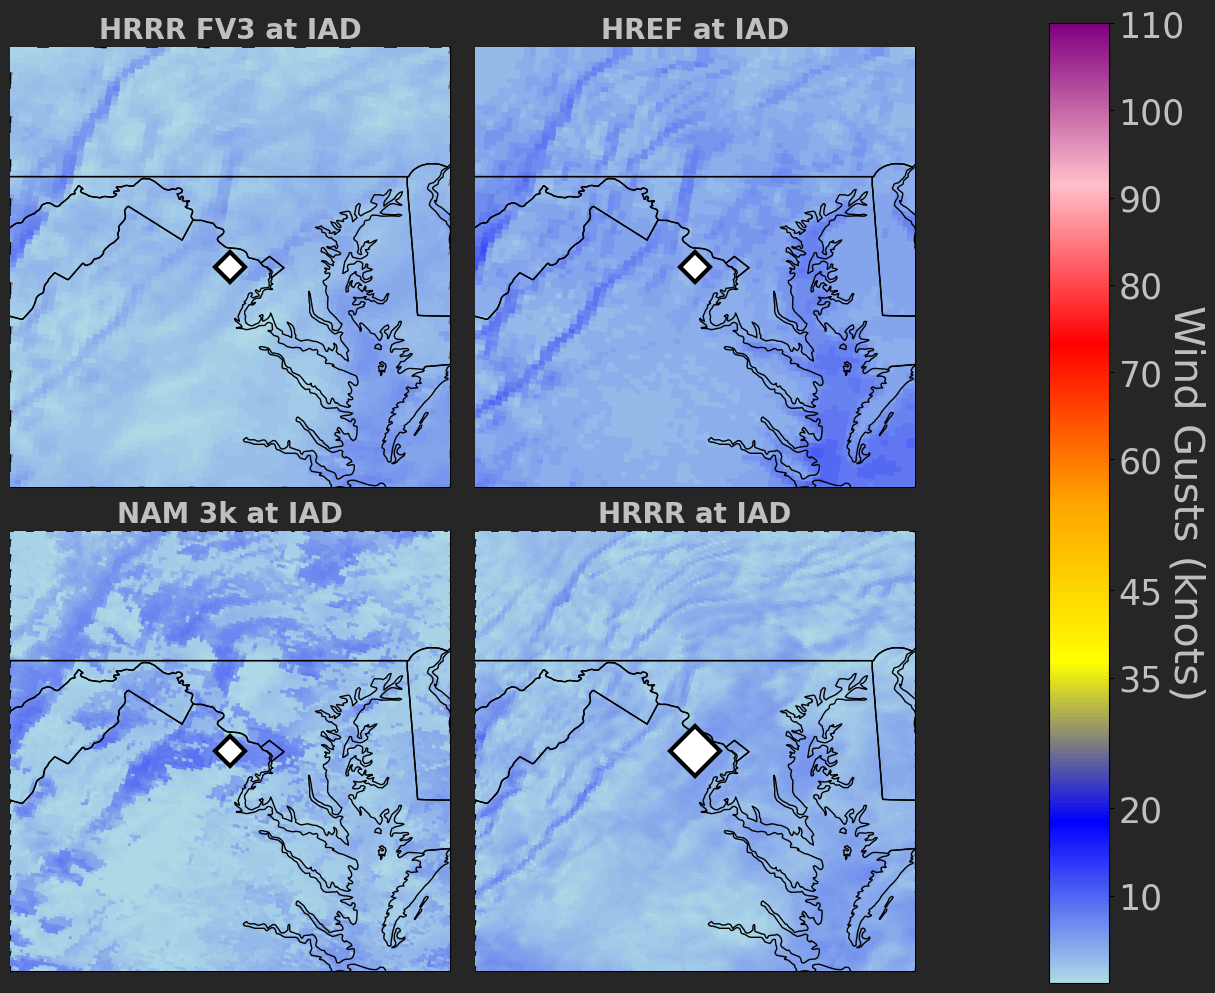 HRRR FV3 at IAD
HREF at IAD
NAM 3k at IAD
HRRR at IAD
110
100
90
80
70
60
45
35
20
10
Wind Gusts (knots)